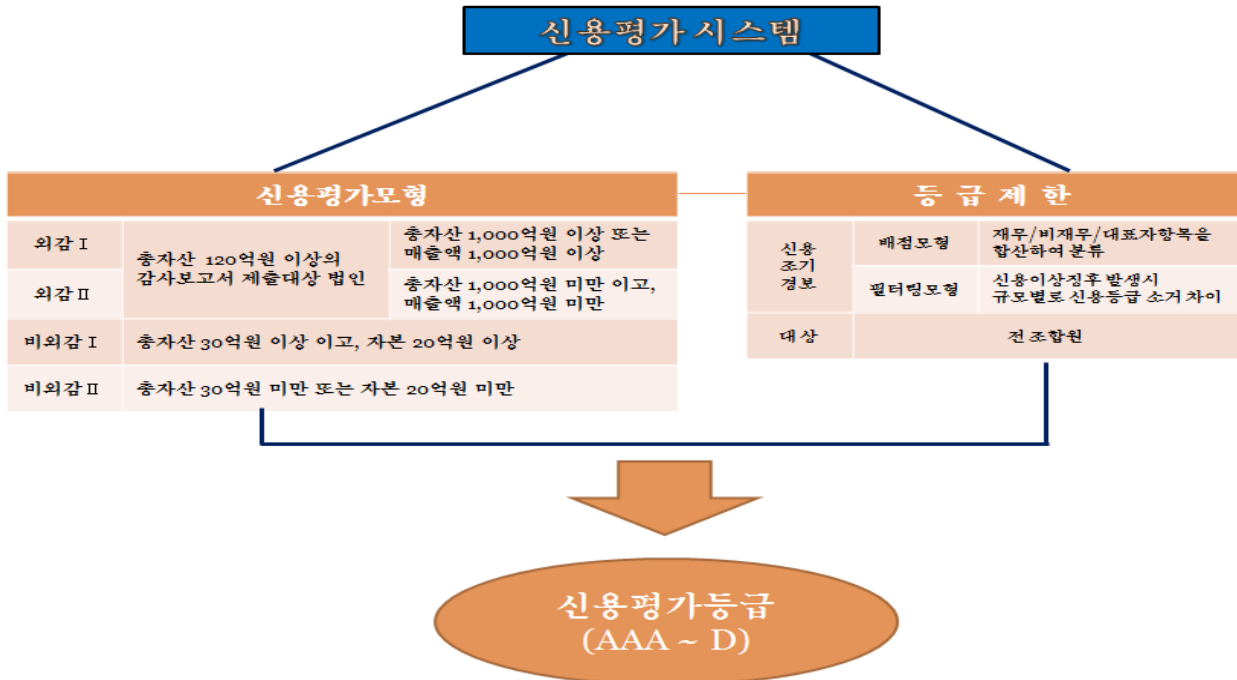 신용평가시스템
신용평가모형
외감 I
총자산 120억원 이상의
감사보고서 제출대상 법인
총자산 1,000억원 이상 또는
매출액 1,000억원 이상
외감 II
총자산 1,000억원 미만 이고,
매출액 1,000억원 미만
비외감 I
총자산 30억원 이상 이고, 자본 20억원 이상
비외감 II
총자산 30억원 미만 또는 자본 20억원 미만
등 급 제 한
신용
조기
경보
배점모형
재무/비재무/대표자항목을
합산하여 분류
필터링모형
신용이상징후 발생시
규모별로 신용등급 소거 차이
대상
전 조합원
신용평가등급
(AAA ~ D)